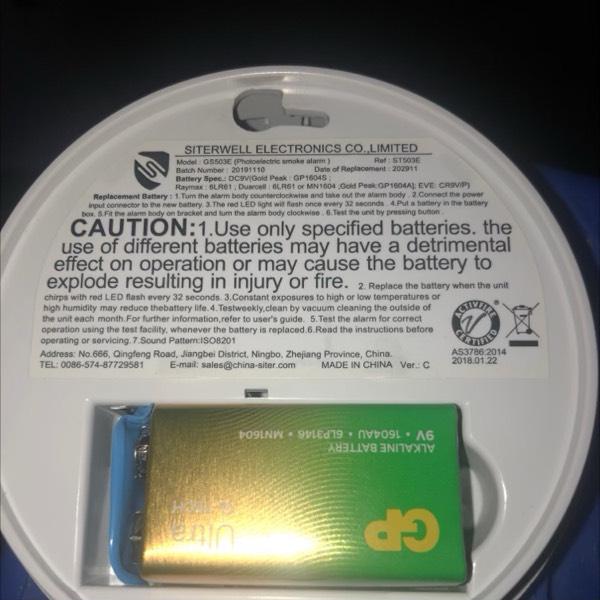 SITERWELL ELECTRONICS CO.,LIMITED
Model : GS503E (Photoelectric smoke alarm ) Ref : ST503E
Batch Number : 20191110 Date of Replacement : 202911
Battery Spec.: DC9V(Gold Peak : GP1604S ;
Raymax : 6LR61 , Duarcell : 6LR61 or MN1604 ;Gold Peak:GP1604A]; EVE: CR9V/P)
Replacement Battery : 1.Turn the alarm body counterclockwise and take out the alarm body . 2.Connect the power
input connector to the new battery. 3.The red LED light will flash once every 32 seconds . 4.Put a battery in the battery
box. 5.Fit the alarm body on bracket and turn the alarm body clockwise . 6.Test the unit by pressing button .
CAUTION:1.Use only specified batteries. the
use of different batteries may have a detrimental
effect on operation or may cause the battery to
explode resulting in injury or fire. 2. Replace the battery when the unit
chirps with red LED flash every 32 seconds. 3.Constant exposures to high or low temperatures or
high humidity may reduce thebattery life.4.Testweekly,clean by vacuum cleaning the outside of
the unit each month.For further information,refer to user's guide. 5.Test the alarm for correct
operation using the test facility, whenever the battery is replaced.6.Read the instructions before
operating or servicing.7.Sound Pattern:ISO8201
Address: No.666, Qingfeng Road, Jiangbei District, Ningbo, Zhejiang Province, China.
TEL: 0086-574-87729581 E-mail: sales@china-siter.com MADE IN CHINA Ver.: C
ACTIVFIRE
CERTIFIED
AS3786:2014
2018.01.22
GP
Ultra
G-TECH
ALKALINE BATTERY
9V • 1604AU • 6LP3146 • MN1604